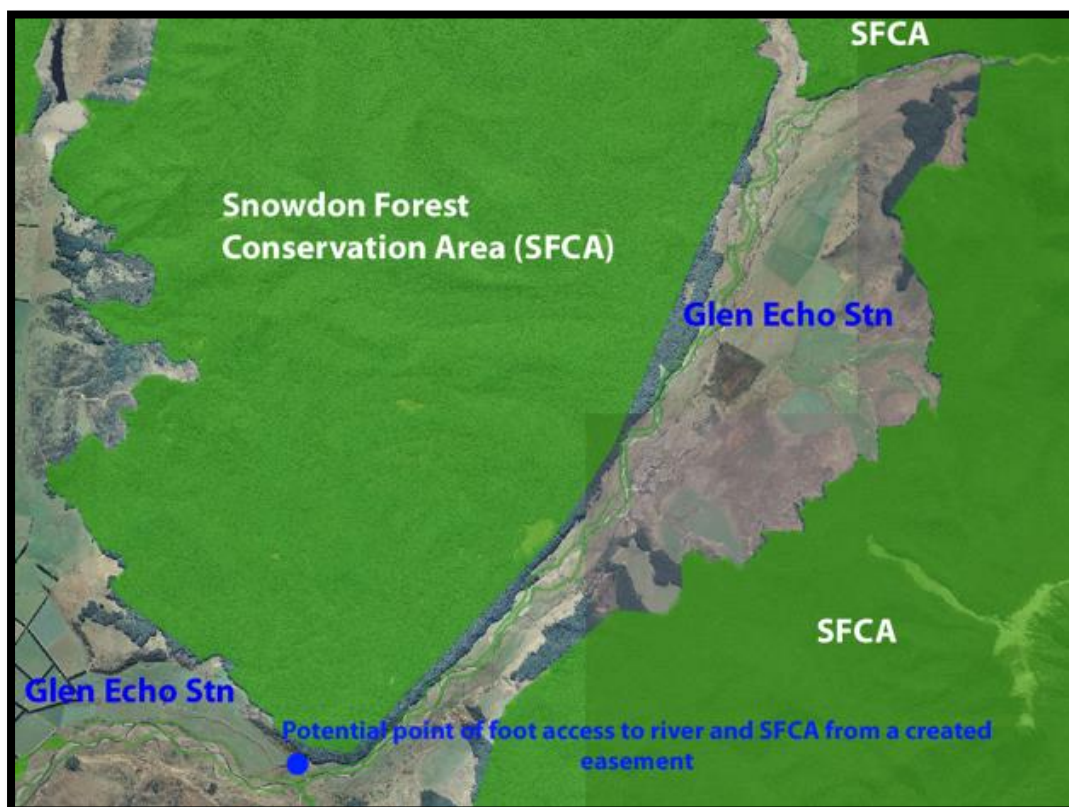 SFCA
Snowdon Forest
Conservation Area (SFCA)
Glen Echo Stn
SFCA
Glen Echo Stn
Potential point of foot access to river and SFCA from a created
easement